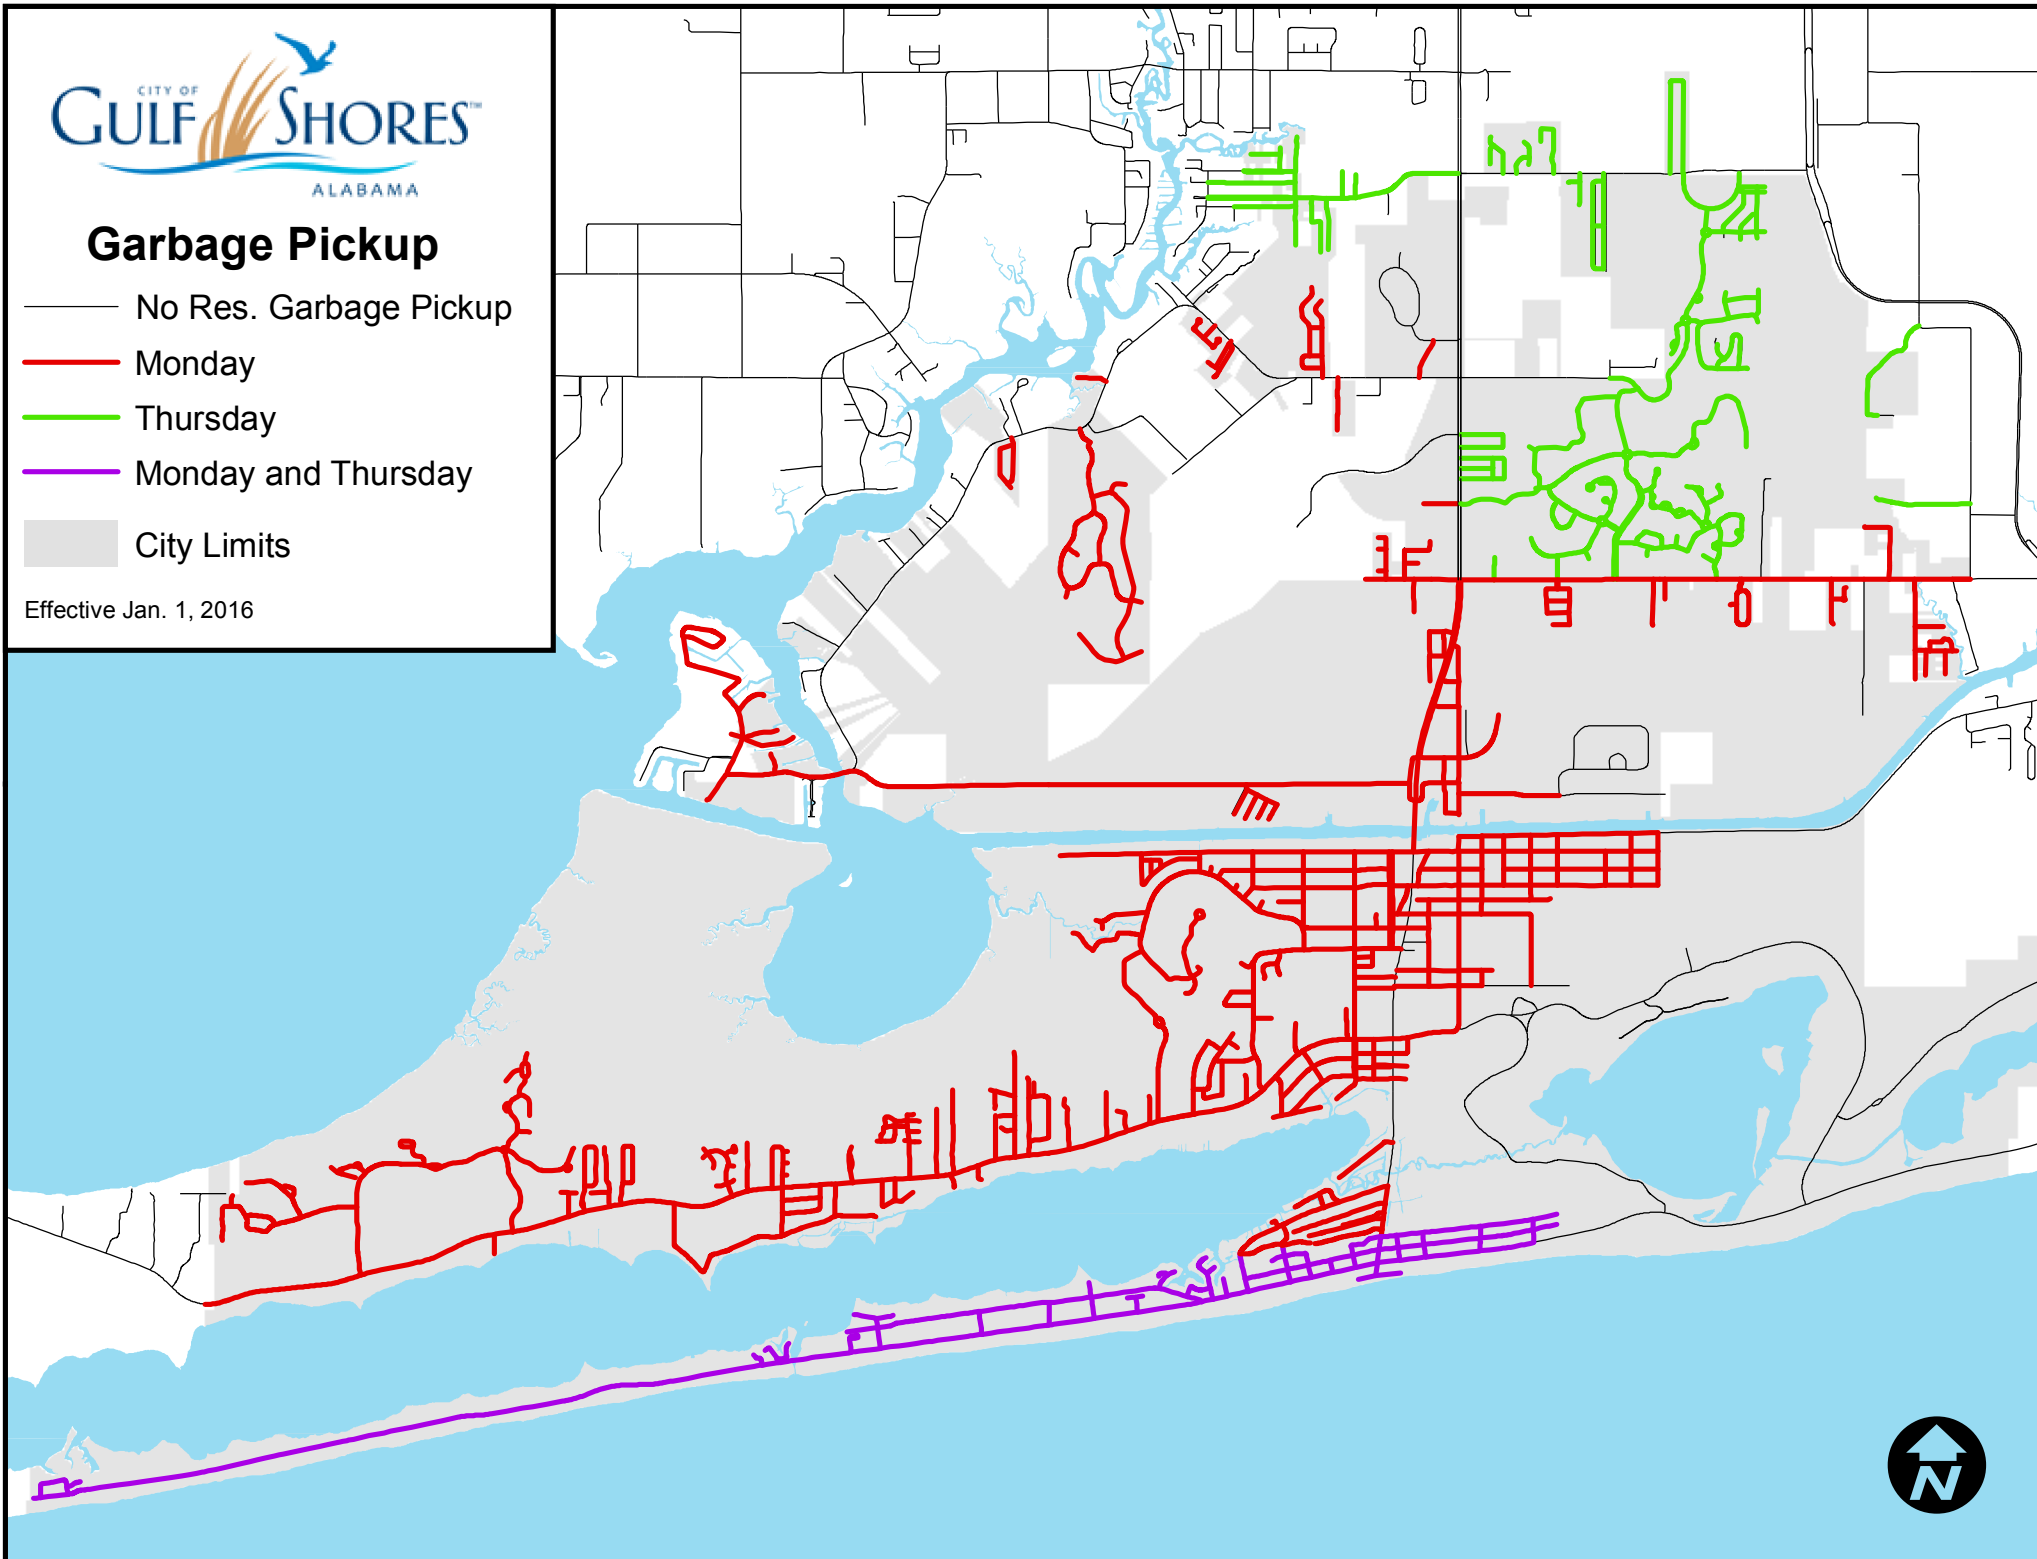 CITY OF
GULF SHORES™
ALABAMA
Garbage Pickup
No Res. Garbage Pickup
Monday
Thursday
Monday and Thursday
City Limits
Effective Jan. 1, 2016
N